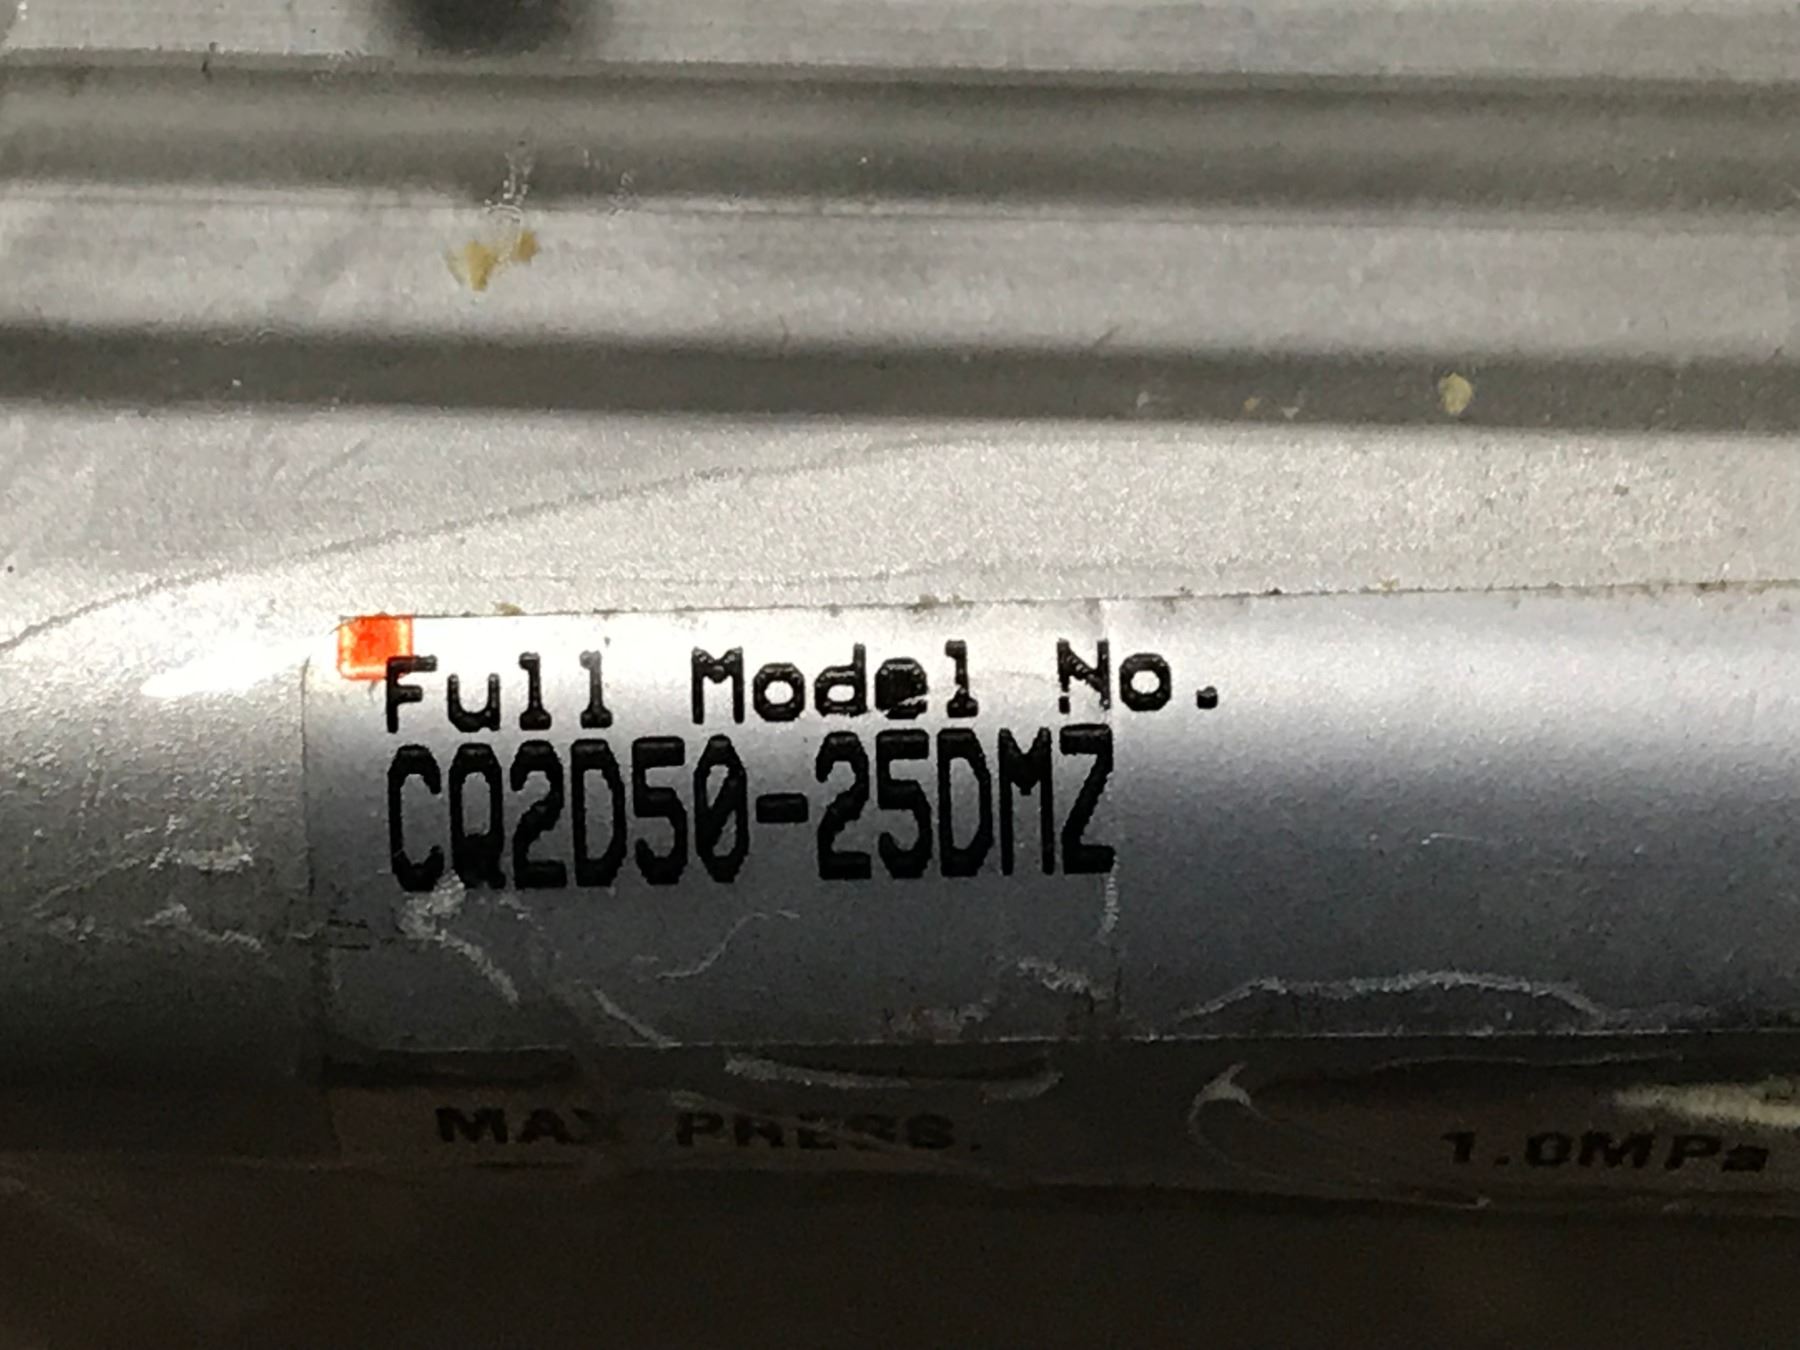 Full Model No.
CQ2D50-25DMZ
MAX PRESS. 1.0MPa